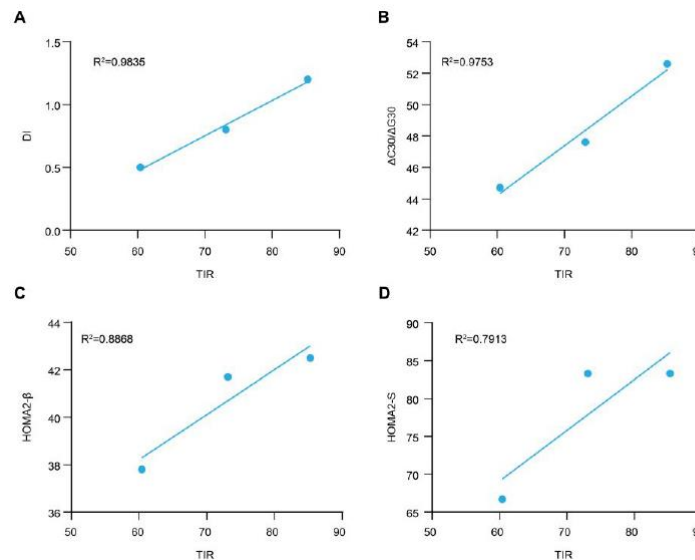 A
R²=0.9835
DI
1.5
1.0
0.5
0.0
50 60 70 80 90
TIR
B
R²=0.9753
ΔC30/ΔG30
54
52
50
48
46
44
42
50 60 70 80 90
TIR
C
R²=0.8868
HOMA2-β
44
42
40
38
36
50 60 70 80 90
TIR
D
R²=0.7913
HOMA2-S
90
85
80
75
70
65
50 60 70 80 90
TIR